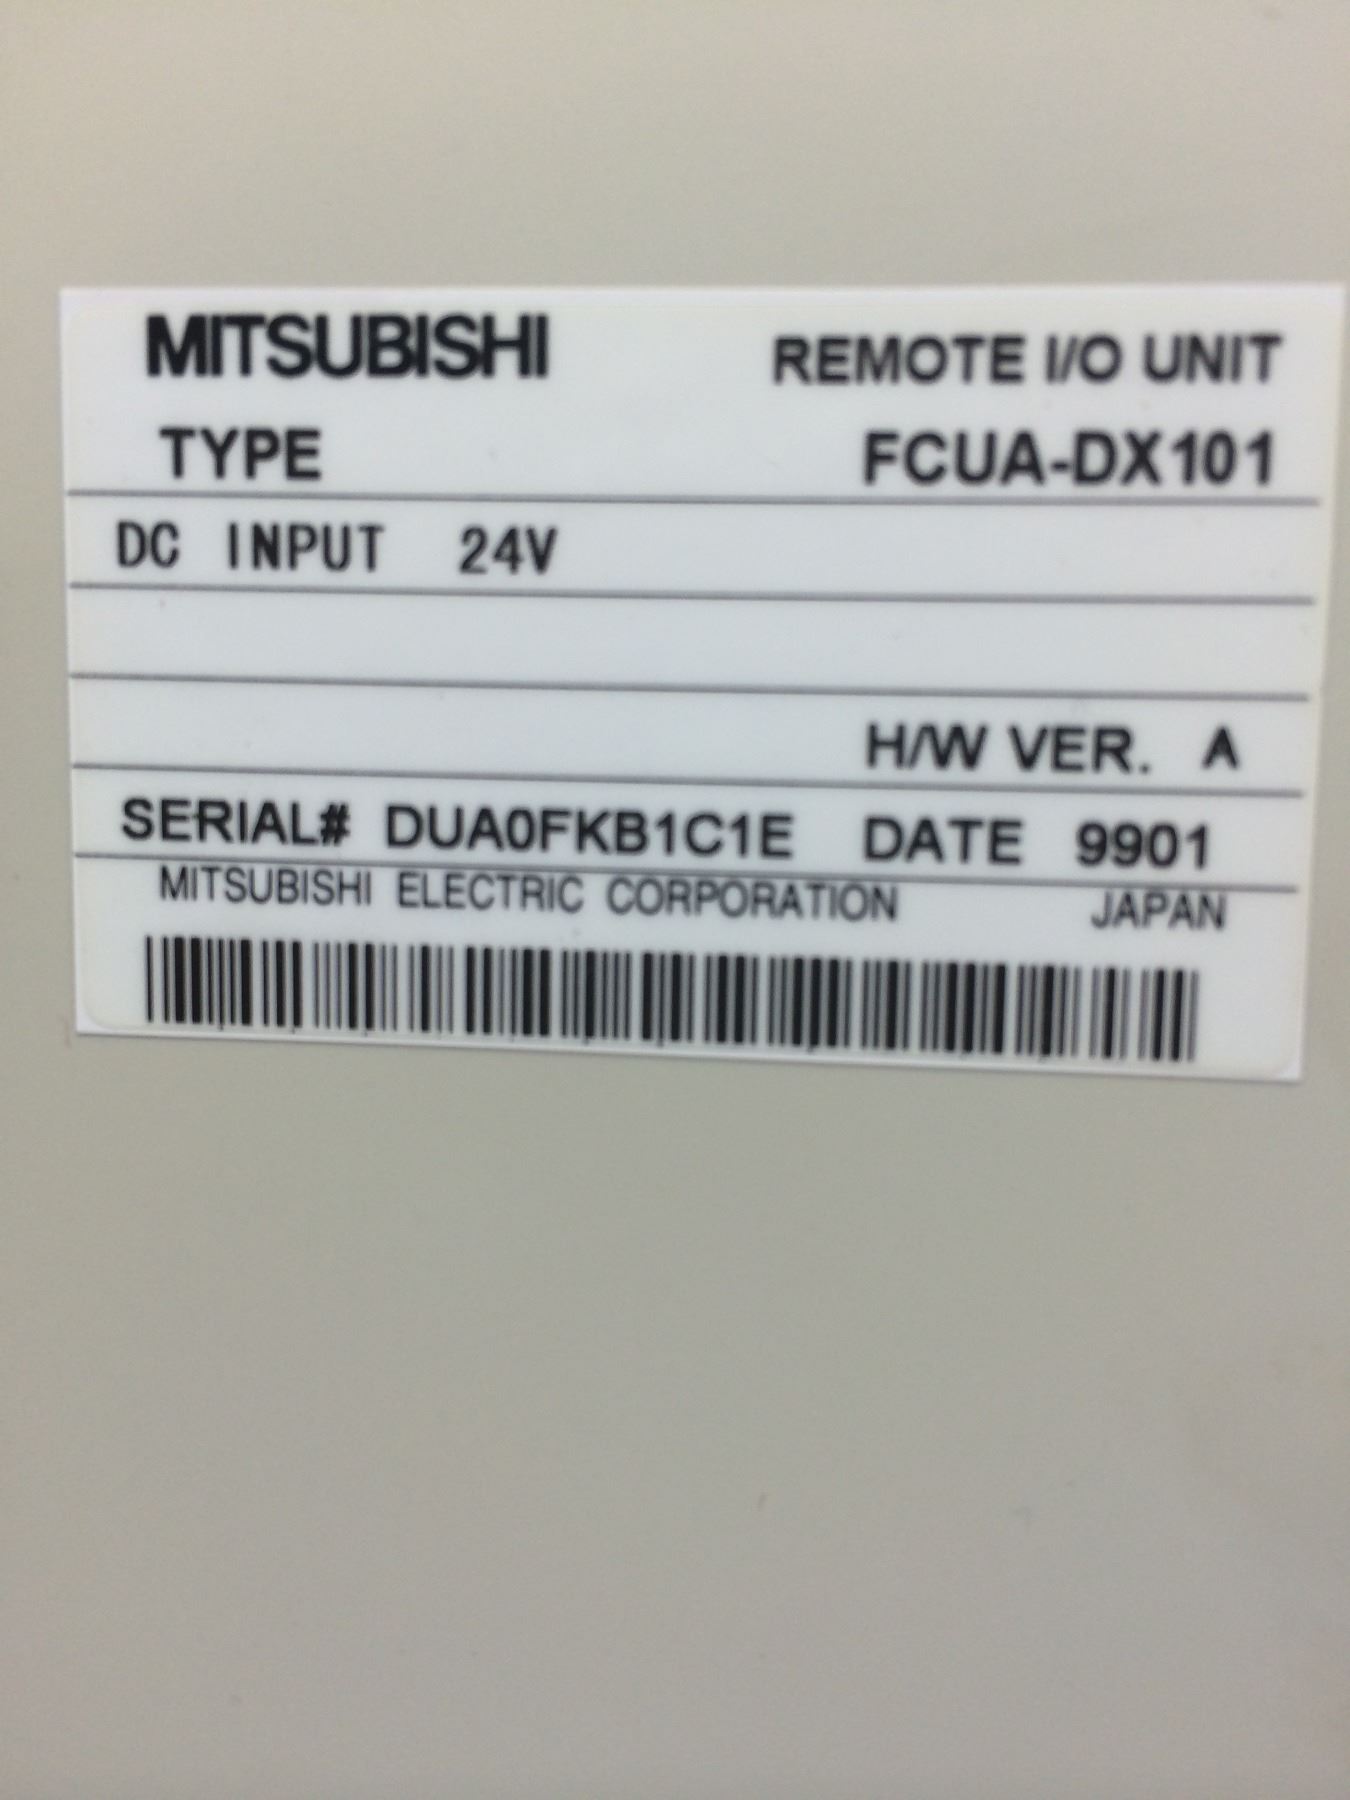 MITSUBISHI REMOTE I/O UNIT
TYPE FCUA-DX101
DC INPUT 24V
H/W VER. A
SERIAL# DUA0FKB1C1E DATE 9901
MITSUBISHI ELECTRIC CORPORATION JAPAN